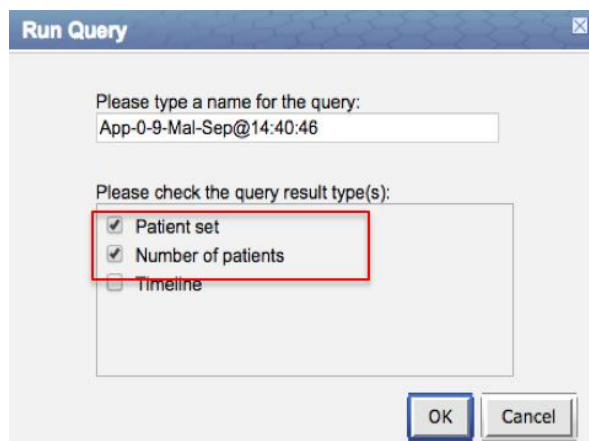 Run Query
Please type a name for the query:
App-0-9-Mal-Sep@14:40:46
Please check the query result type(s):
Patient set
Number of patients
Timeline
OK Cancel